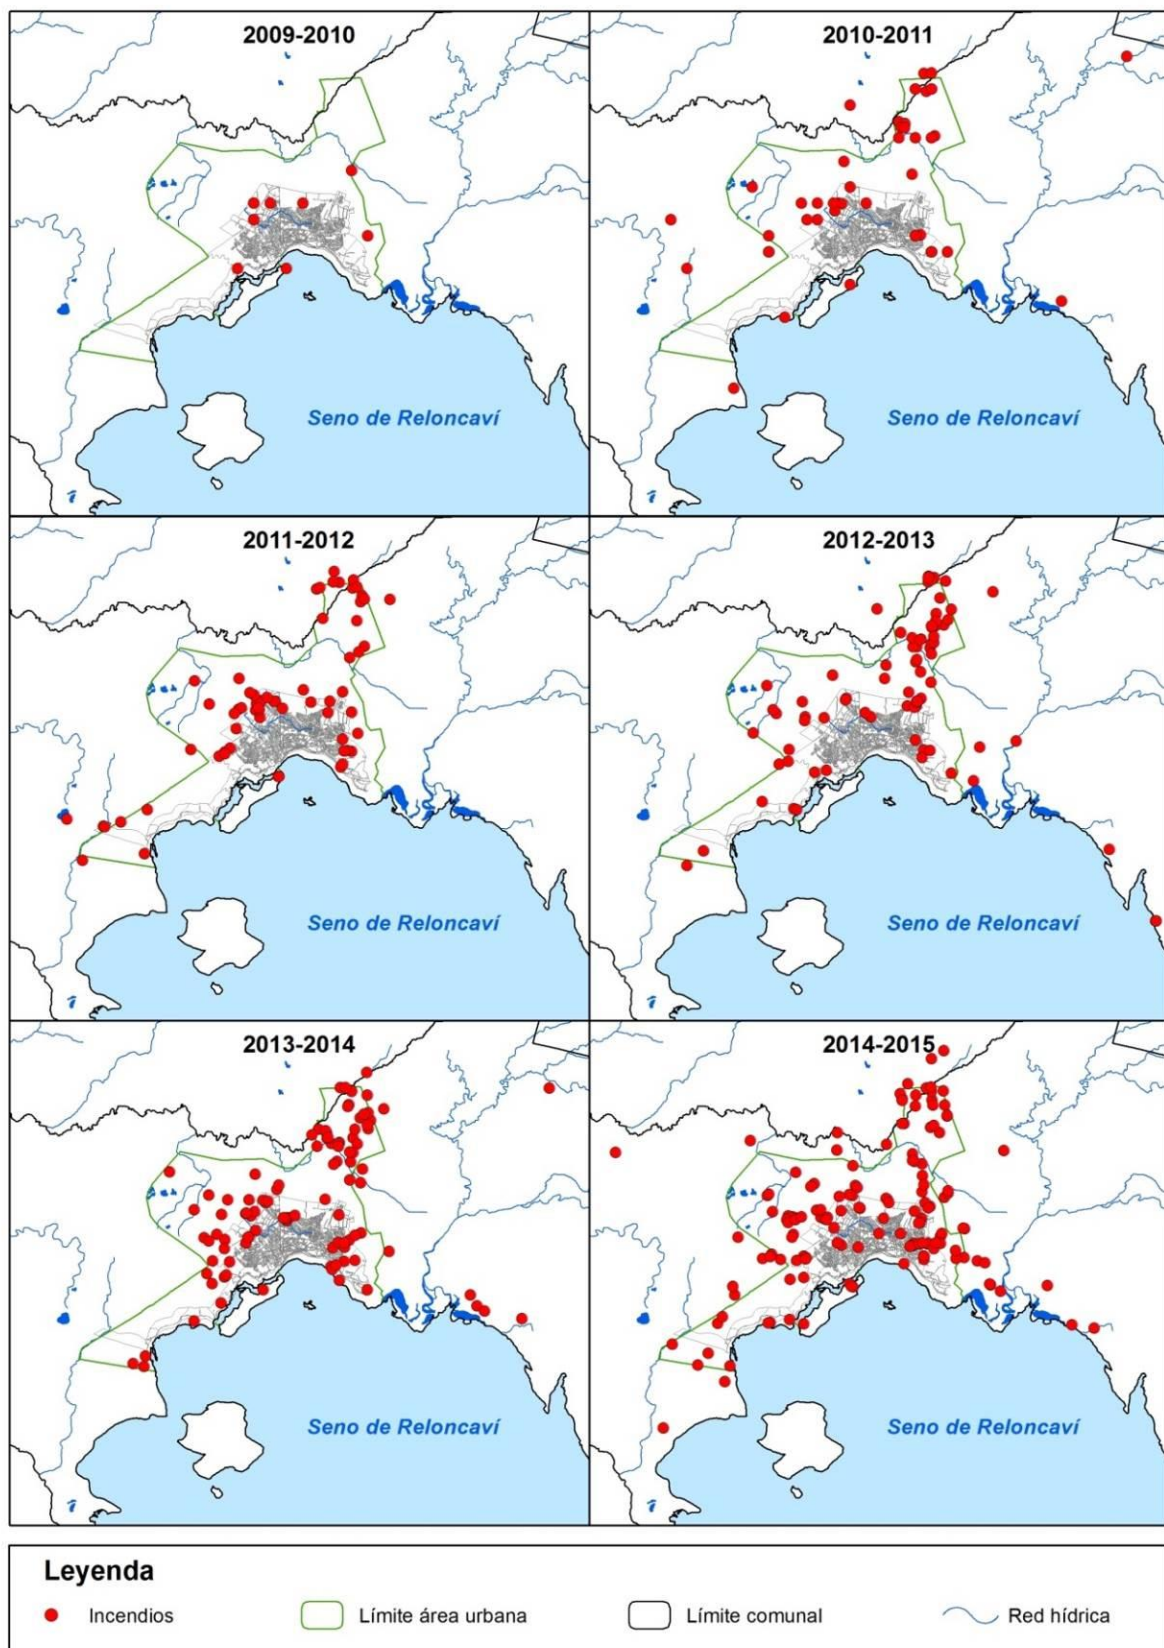 2009-2010
2010-2011
Seno de Reloncaví
Seno de Reloncaví
2011-2012
2012-2013
Seno de Reloncaví
Seno de Reloncaví
2013-2014
2014-2015
Seno de Reloncaví
Seno de Reloncaví
Leyenda
Incendios
Límite área urbana
Límite comunal
Red hídrica